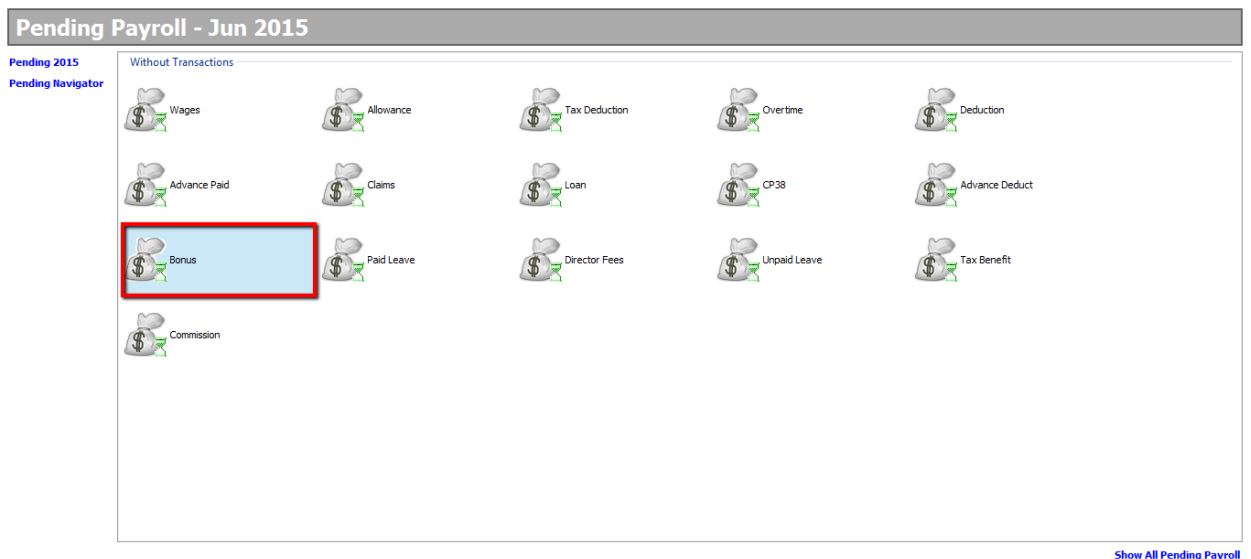 Pending Payroll - Jun 2015
Pending 2015
Pending Navigator
Without Transactions
Wages
Allowance
Tax Deduction
Overtime
Deduction
Advance Paid
Claims
Loan
CP38
Advance Deduct
Bonus
Paid Leave
Director Fees
Unpaid Leave
Tax Benefit
Commission
Show All Pending Payroll